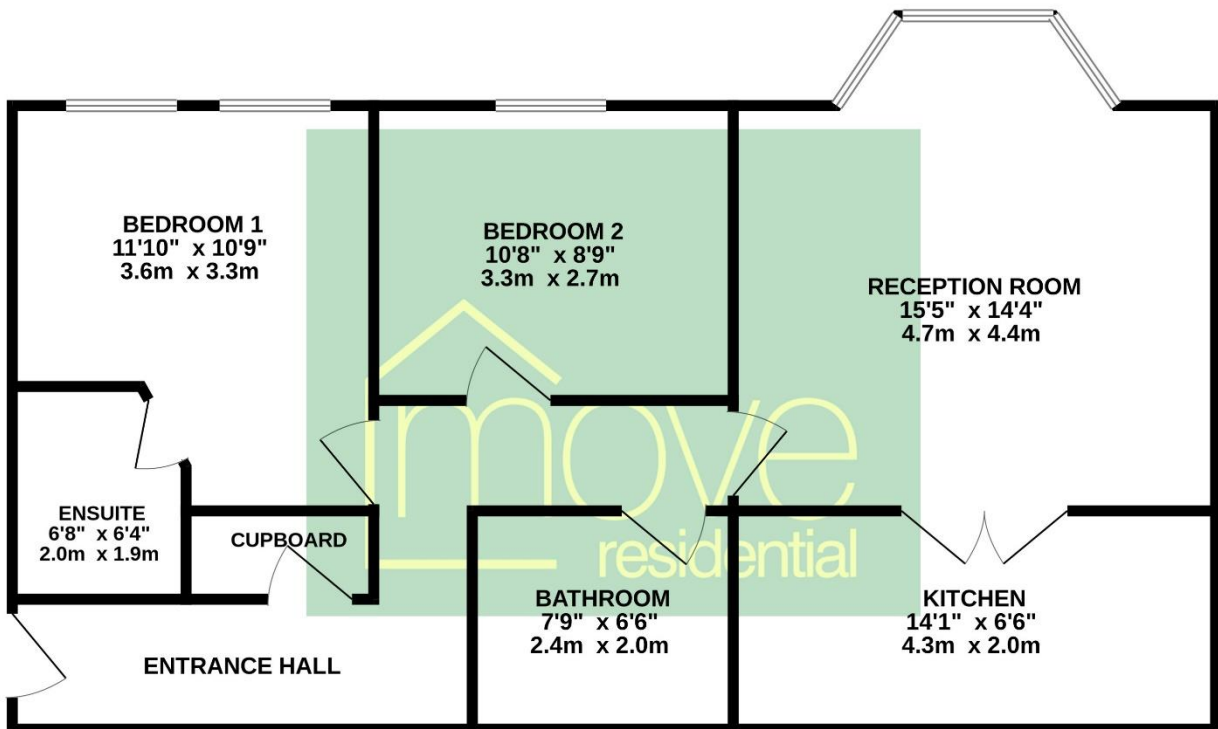 BEDROOM 1
11'10" x 10'9"
3.6m x 3.3m
BEDROOM 2
10'8" x 8'9"
3.3m x 2.7m
RECEPTION ROOM
15'5" x 14'4"
4.7m x 4.4m
ENSUITE
6'8" x 6'4"
2.0m x 1.9m
CUPBOARD
imove
residential
BATHROOM
7'9" x 6'6"
2.4m x 2.0m
KITCHEN
14'1" x 6'6"
4.3m x 2.0m
ENTRANCE HALL